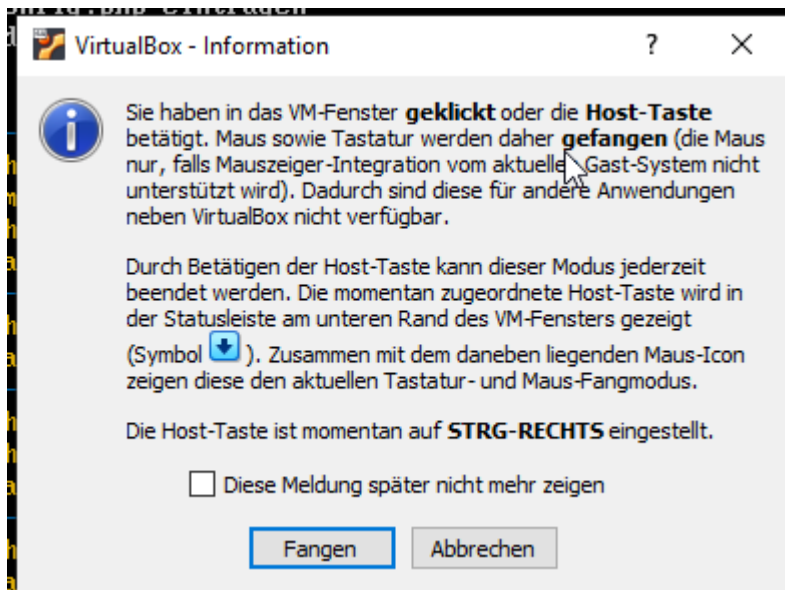 onfig.php eintragen
VirtualBox - Information
Sie haben in das VM-Fenster geklickt oder die Host-Taste
betätigt. Maus sowie Tastatur werden daher gefangen (die Maus
nur, falls Mauszeiger-Integration vom aktuellen Gast-System nicht
unterstützt wird). Dadurch sind diese für andere Anwendungen
neben VirtualBox nicht verfügbar.
Durch Betätigen der Host-Taste kann dieser Modus jederzeit
beendet werden. Die momentan zugeordnete Host-Taste wird in
der Statusleiste am unteren Rand des VM-Fensters gezeigt
(Symbol ). Zusammen mit dem daneben liegenden Maus-Icon
zeigen diese den aktuellen Tastatur- und Maus-Fangmodus.
Die Host-Taste ist momentan auf STRG-RECHTS eingestellt.
Diese Meldung später nicht mehr zeigen
Fangen Abbrechen